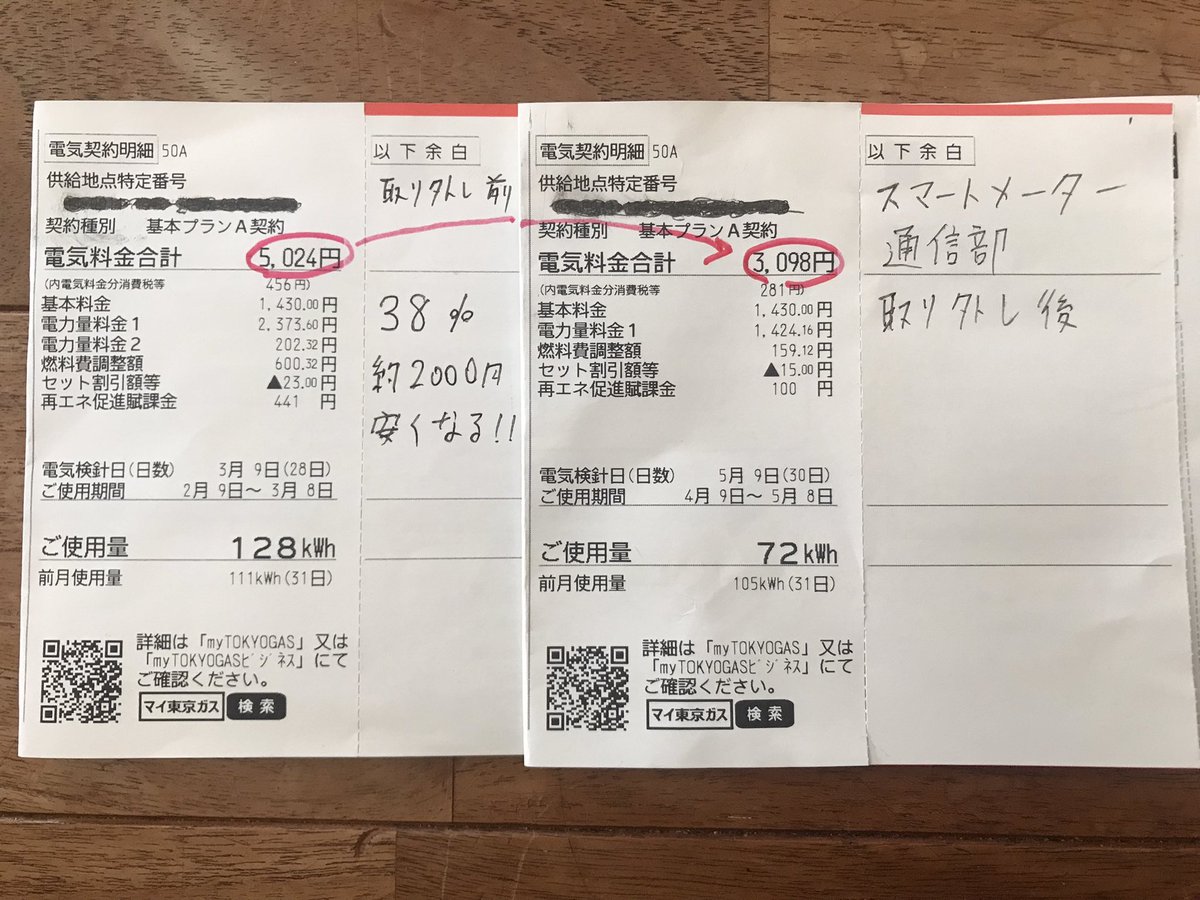 電気契約明細 50A
供給地点特定番号
契約種別 基本プランA契約
電気料金合計 5,024円
(内電気料金分消費税等 456円)
基本料金 1,430.00円
電力量料金1 2,373.60円
電力量料金2 202.32円
燃料費調整額 600.32円
セット割引額等 ▲23.00円
再エネ促進賦課金 441 円
電気検針日(日数) 3月 9日(28日)
ご使用期間 2月 9日～ 3月 8日
ご使用量 128kWh
前月使用量 111kWh(31日)
詳細は「myTOKYOGAS」又は
「myTOKYOGASビジネス」にて
ご確認ください。
マイ東京ガス 検索
以下余白
取り外し前
38%
約2000円
安くなる!!
電気契約明細 50A
供給地点特定番号
契約種別 基本プランA契約
電気料金合計 3,098円
(内電気料金分消費税等 281円)
基本料金 1,430.00円
電力量料金1 1,424.16円
燃料費調整額 159.12円
セット割引額等 ▲15.00円
再エネ促進賦課金 100 円
電気検針日(日数) 5月 9日(30日)
ご使用期間 4月 9日～ 5月 8日
ご使用量 72kWh
前月使用量 105kWh(31日)
詳細は「myTOKYOGAS」又は
「myTOKYOGASビジネス」にて
ご確認ください。
マイ東京ガス 検索
以下余白
スマートメーター
通信部
取り外し後